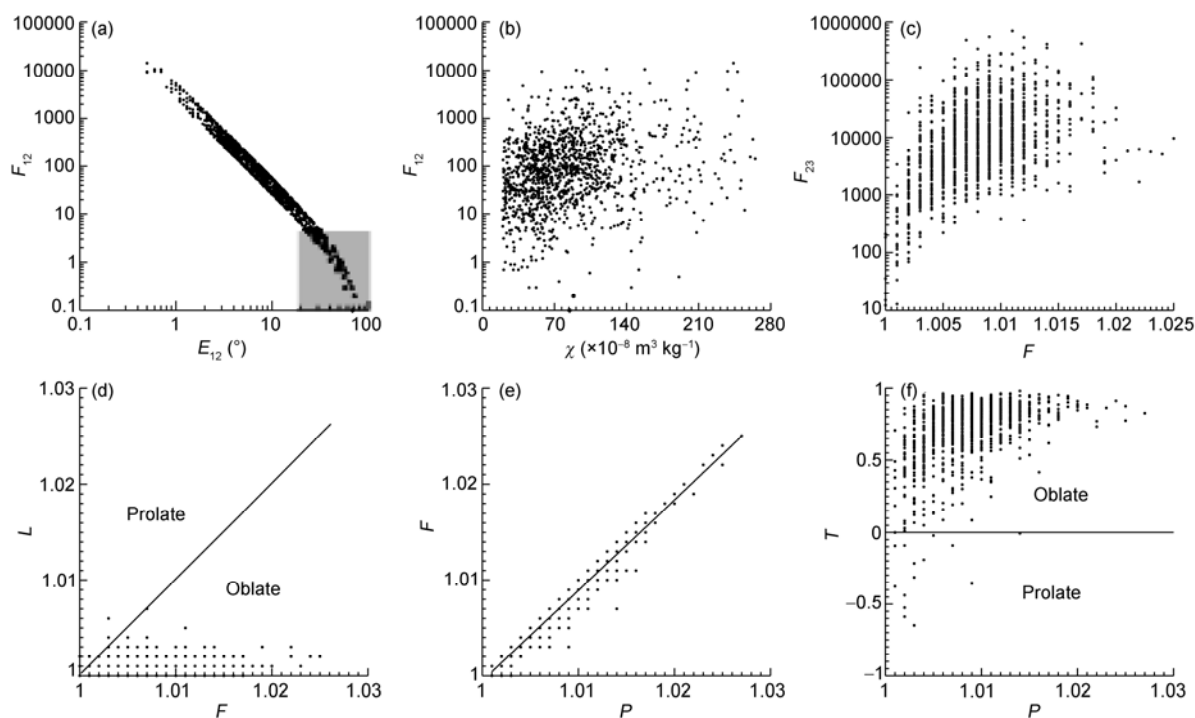 (a)
100000
10000
1000
100
10
1
0.1
F12
0.1 1 10 100
E12 (°)
(b)
100000
10000
1000
100
10
1
0.1
F12
0 70 140 210 280
χ (×10⁻⁸ m³ kg⁻¹)
(c)
1000000
100000
10000
1000
100
10
F23
1 1.005 1.01 1.015 1.02 1.025
F
(d)
1.03
1.02
1.01
1
L
Prolate
Oblate
1 1.01 1.02 1.03
F
(e)
1.03
1.02
1.01
1
F
1 1.01 1.02 1.03
P
(f)
1
0.5
0
−0.5
−1
T
Oblate
Prolate
1 1.01 1.02 1.03
P